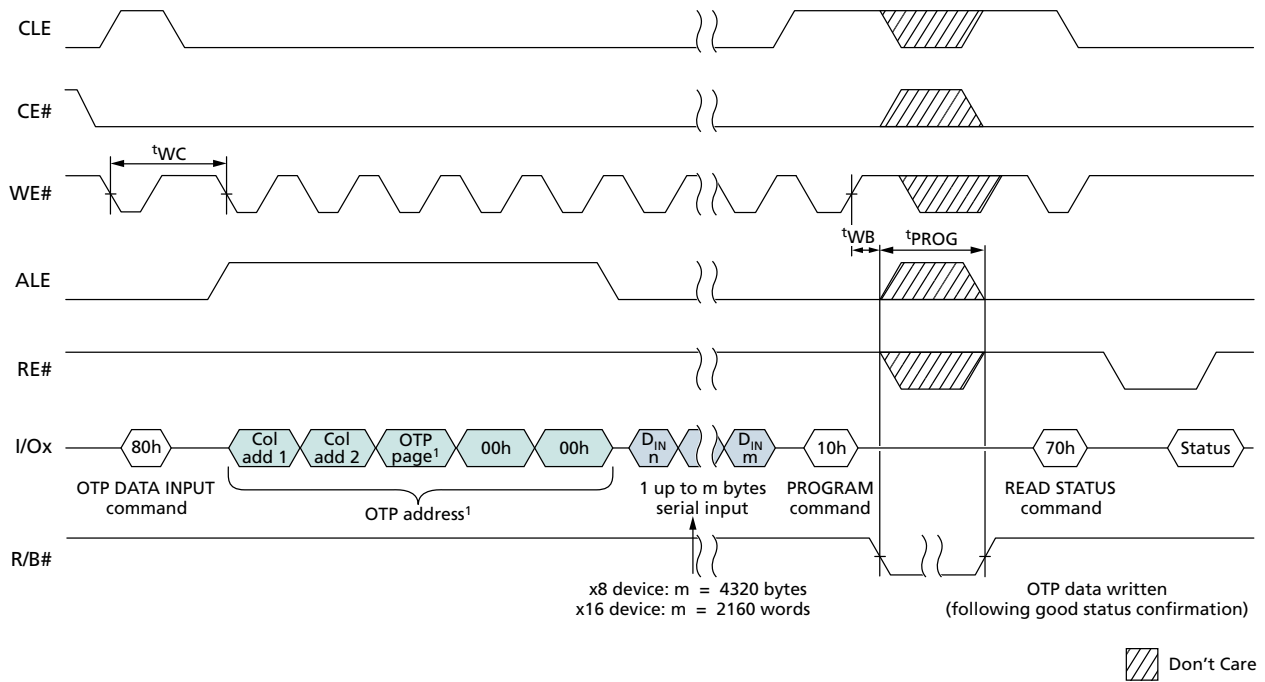 CLE
CE#
tWC
WE#
tWB
tPROG
ALE
RE#
I/Ox
80h
Col
add 1
Col
add 2
OTP
page1
00h
00h
DIN
n
DIN
m
10h
70h
Status
OTP DATA INPUT
command
OTP address1
1 up to m bytes
serial input
PROGRAM
command
READ STATUS
command
R/B#
x8 device: m = 4320 bytes
x16 device: m = 2160 words
OTP data written
(following good status confirmation)
Don't Care